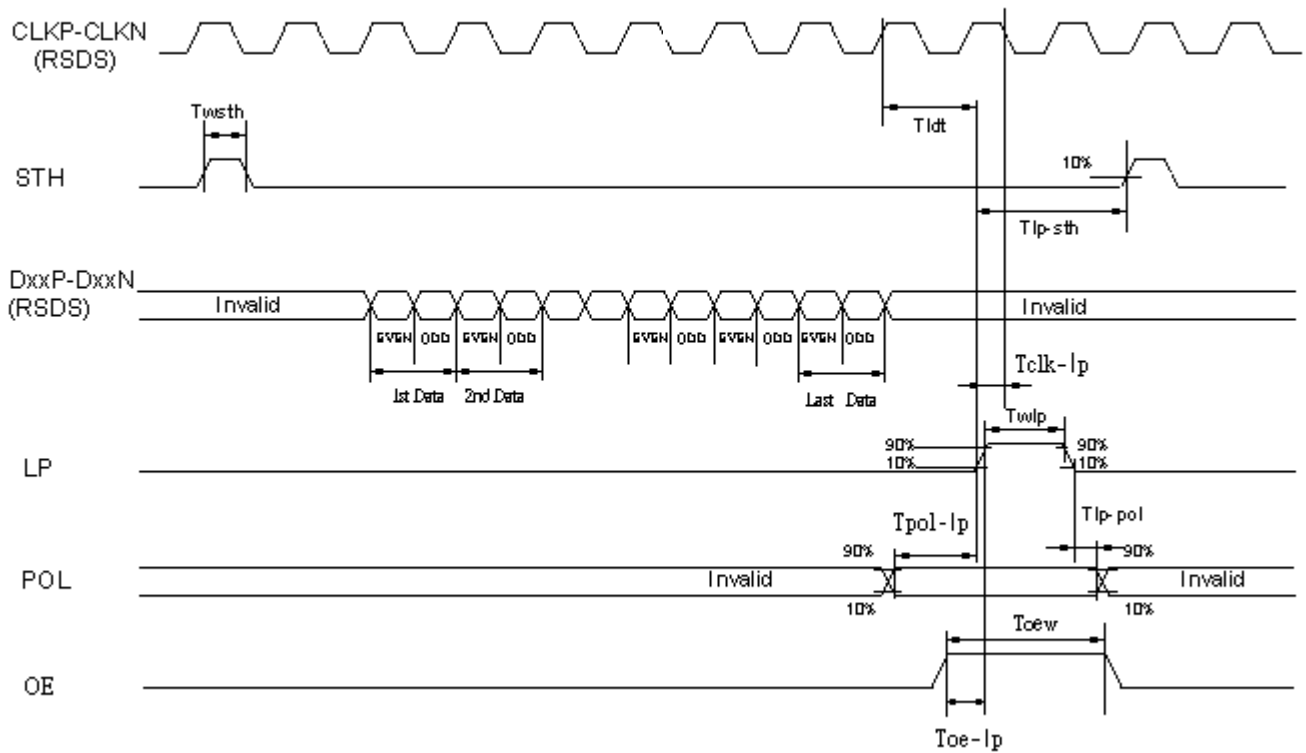 CLKP-CLKN
(RSDS)
Tldt
Twsth
STH
10%
Tlp-sth
DxxP-DxxN
(RSDS)
Invalid
Invalid
EVEN ODD EVEN ODD EVEN ODD EVEN ODD EVEN ODD
1st Data 2nd Data Last Data
Tclk-lp
Twlp
LP
90% 90%
10% 10%
Tpol-lp
Tlp-pol
90% 90%
POL
Invalid
Invalid
10% 10%
Toew
OE
Toe-lp